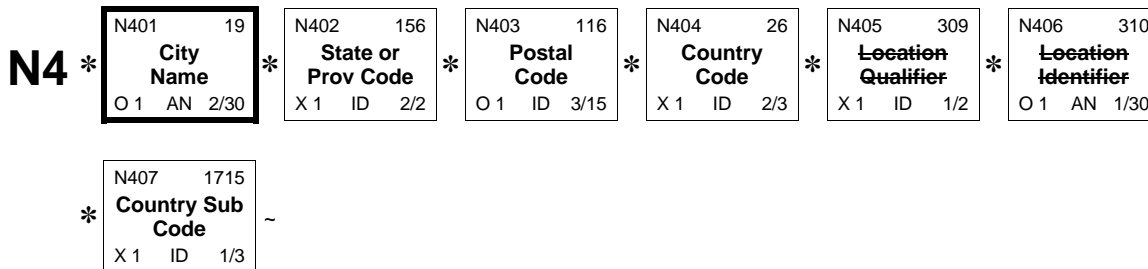 N401 19 N402 156 N403 116 N404 26 N405 309 N406 310
N4 * City Name * State or Prov Code * Postal Code * Country Code * Location Qualifier * Location Identifier
O 1 AN 2/30 X 1 ID 2/2 O 1 ID 3/15 X 1 ID 2/3 X 1 ID 1/2 O 1 AN 1/30
N407 1715
* Country Sub Code ~
X 1 ID 1/3